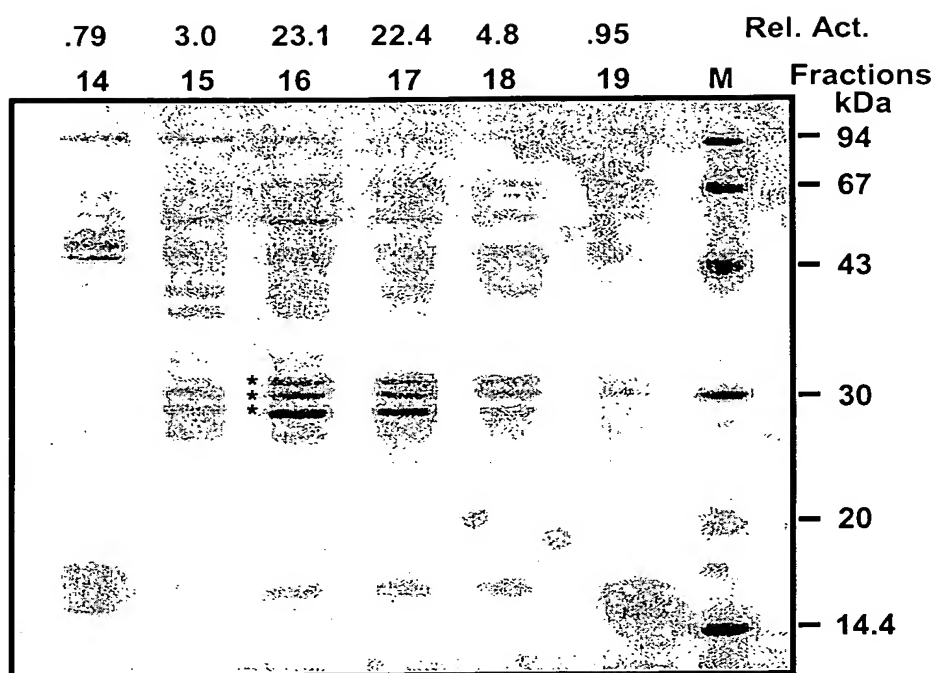 .79 3.0 23.1 22.4 4.8 .95 Rel. Act.
14 15 16 17 18 19 M Fractions
kDa
– 94
– 67
– 43
*
* – 30
*
– 20
– 14.4